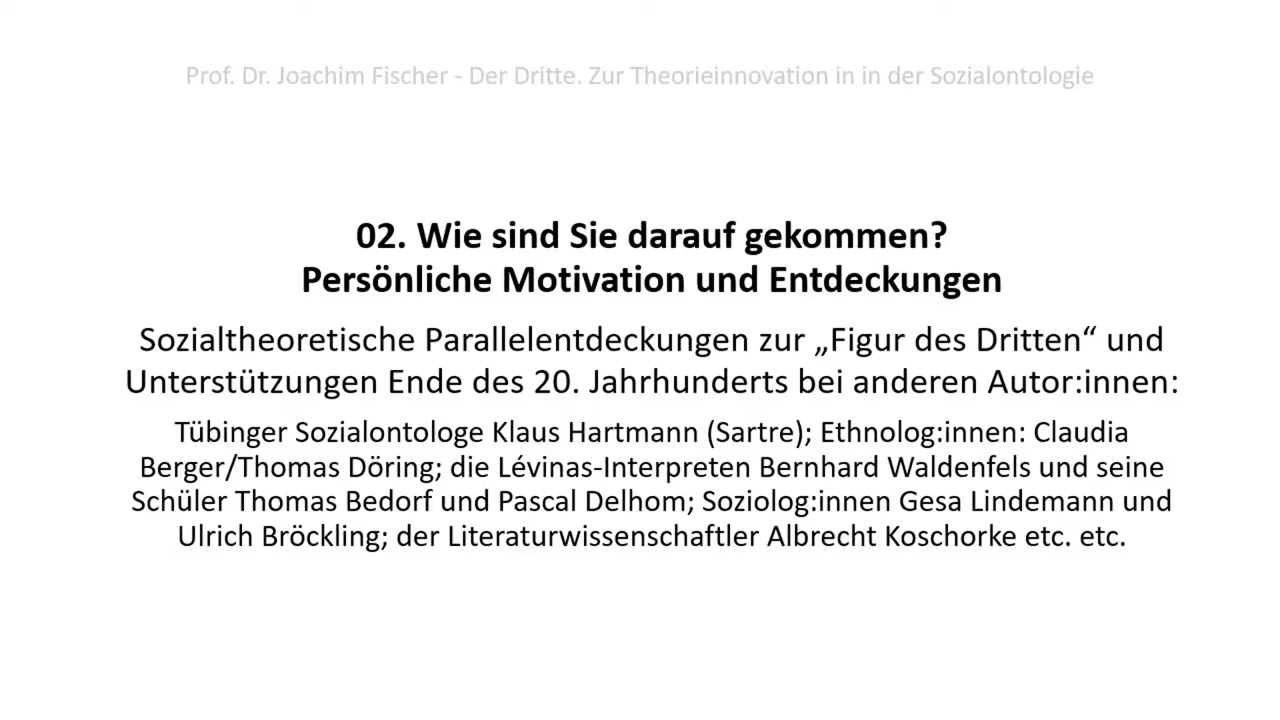 Prof. Dr. Joachim Fischer - Der Dritte. Zur Theorieinnovation in in der Sozialontologie
02. Wie sind Sie darauf gekommen?
Persönliche Motivation und Entdeckungen
Sozialtheoretische Parallelentdeckungen zur „Figur des Dritten“ und
Unterstützungen Ende des 20. Jahrhunderts bei anderen Autor:innen:
Tübinger Sozialontologe Klaus Hartmann (Sartre); Ethnolog:innen: Claudia
Berger/Thomas Döring; die Lévinas-Interpreten Bernhard Waldenfels und seine
Schüler Thomas Bedorf und Pascal Delhom; Soziolog:innen Gesa Lindemann und
Ulrich Bröckling; der Literaturwissenschaftler Albrecht Koschorke etc. etc.